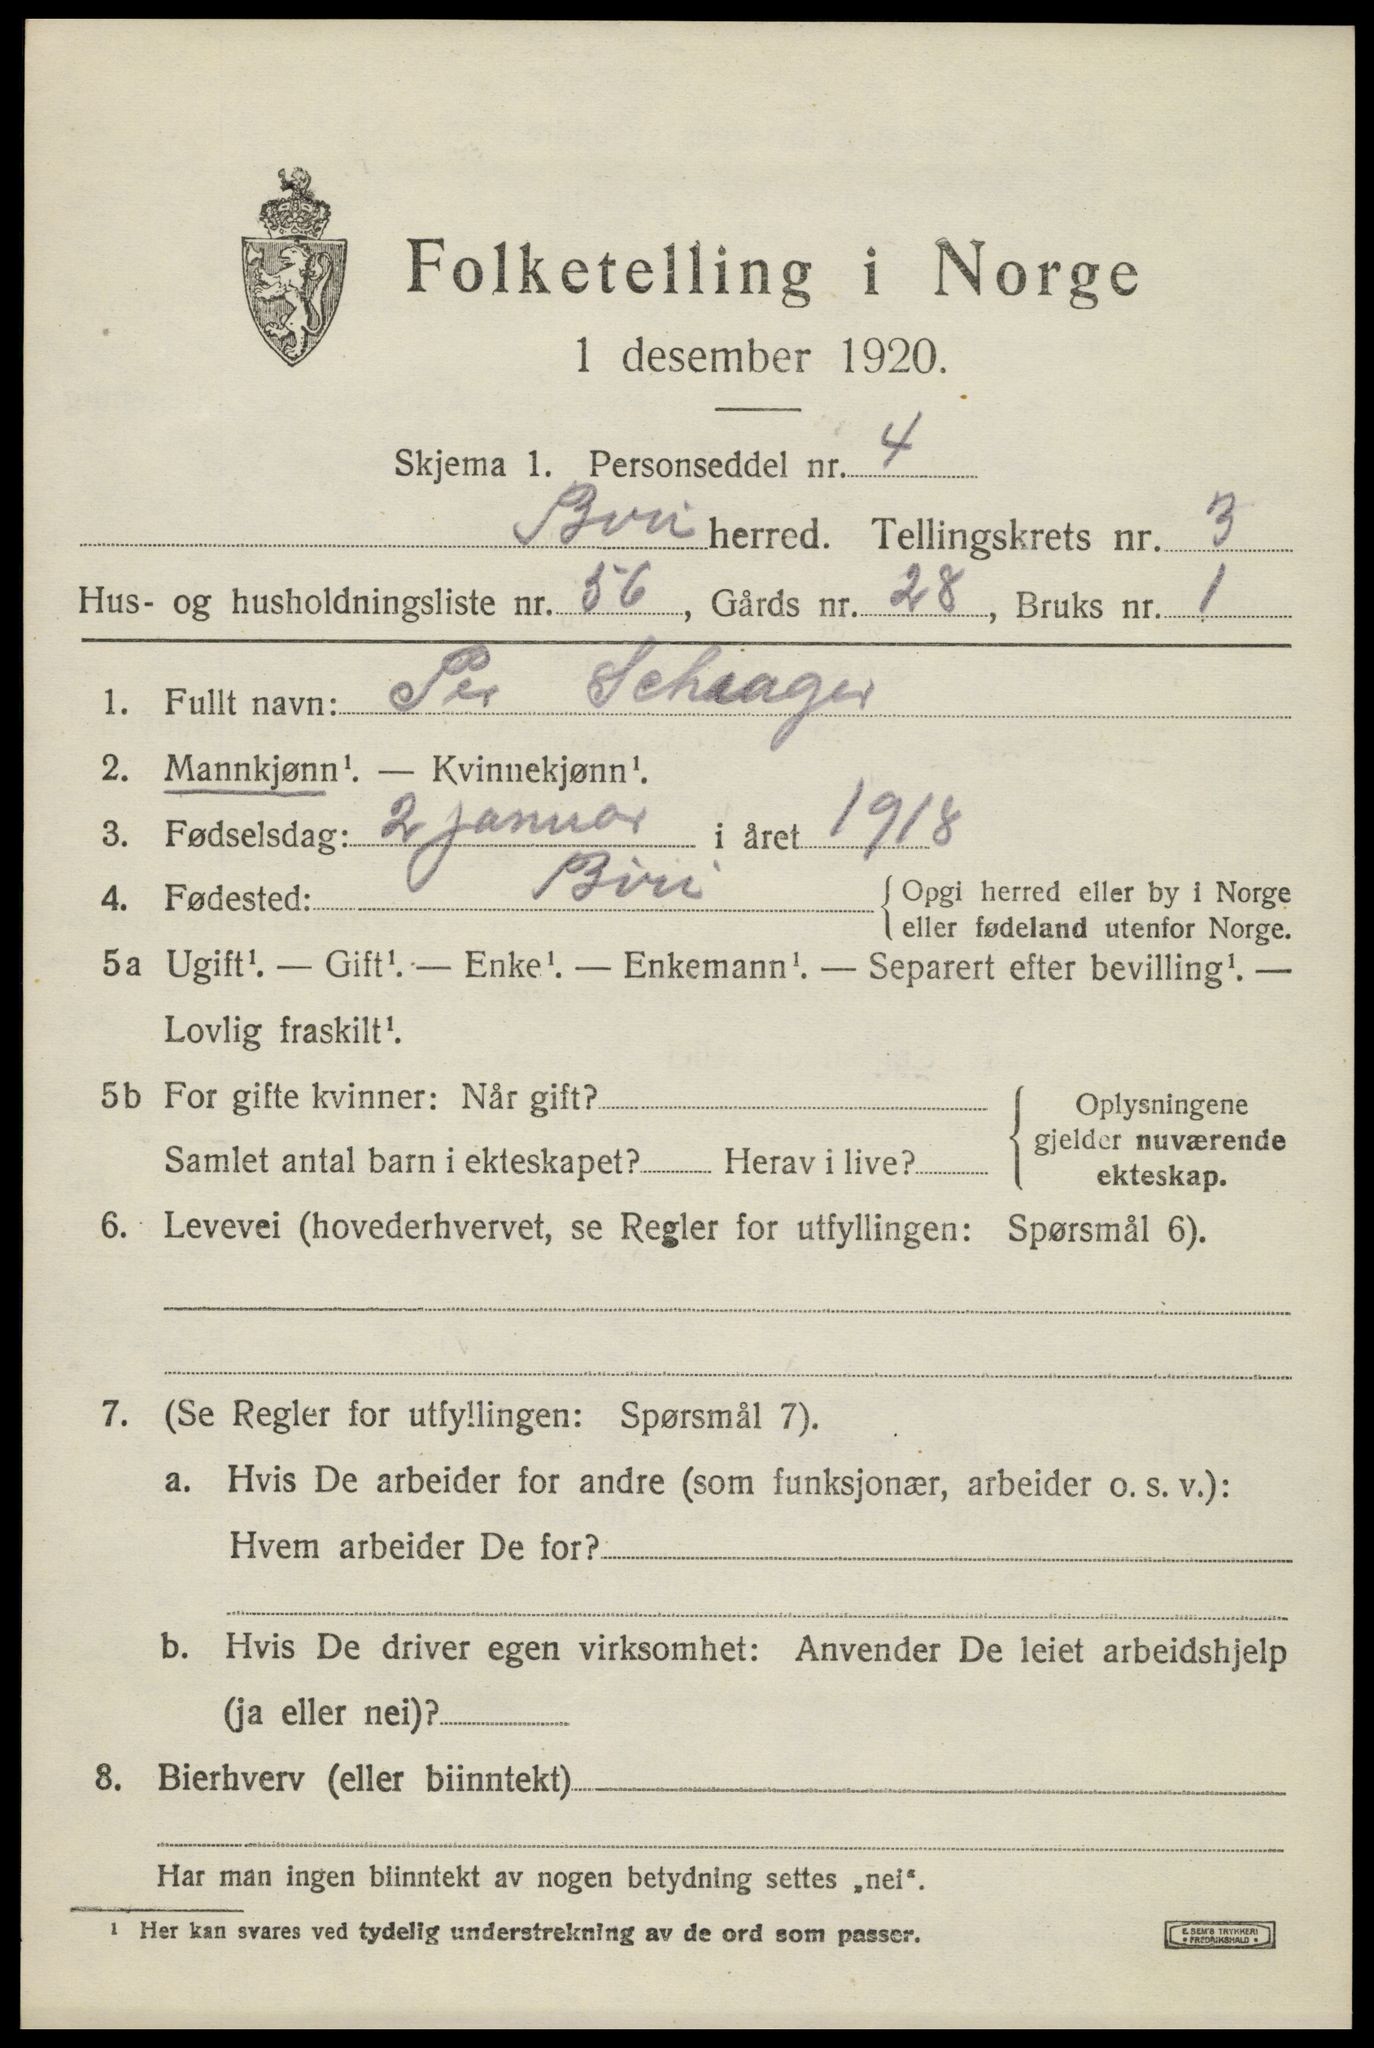 Folketelling i Norge
1 desember 1920.
Skjema 1. Personseddel nr. 4
Biri herred. Tellingskrets nr. 3
Hus- og husholdningsliste nr. 56, Gårds nr. 28, Bruks nr. 1
1. Fullt navn: Per Schiager
2. Mannkjønn¹. — Kvinnekjønn¹.
3. Fødselsdag: 2 januar i året 1918
4. Fødested: Biri { Opgi herred eller by i Norge
eller fødeland utenfor Norge.
5a Ugift¹. — Gift¹. — Enke¹. — Enkemann¹. — Separert efter bevilling¹. —
Lovlig fraskilt¹.
5b For gifte kvinner: Når gift? { Oplysningene
gjelder nuværende
Samlet antal barn i ekteskapet? Herav i live? ekteskap.
6. Levevei (hovederhvervet, se Regler for utfyllingen: Spørsmål 6).
7. (Se Regler for utfyllingen: Spørsmål 7).
a. Hvis De arbeider for andre (som funksjonær, arbeider o. s. v.):
Hvem arbeider De for?
b. Hvis De driver egen virksomhet: Anvender De leiet arbeidshjelp
(ja eller nei)?
8. Bierhverv (eller biinntekt)
Har man ingen biinntekt av nogen betydning settes „nei“.
¹ Her kan svares ved tydelig understrekning av de ord som passer.
E. SEM'S TRYKKERI
• FREDRIKSHALD •